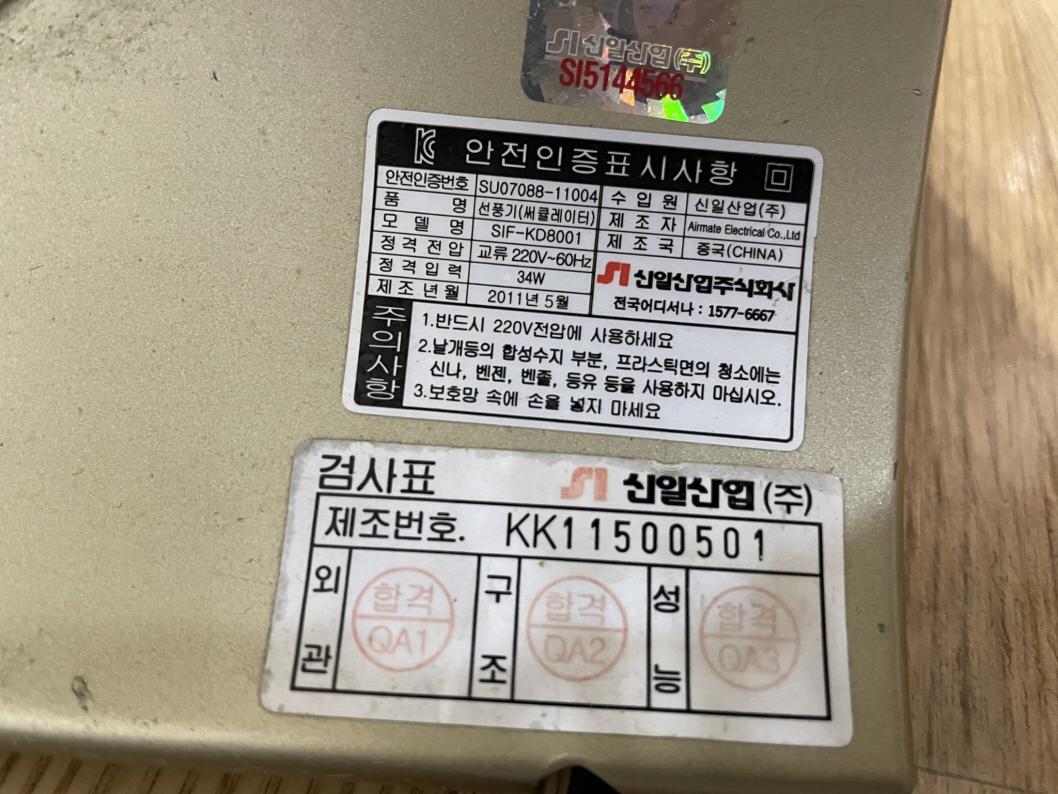 SI 신일산업(주)
SI5144566
안전인증표시사항
안전인증번호 SU07088-11004 수입원 신일산업(주)
품명 선풍기(써큘레이터) 제조자 Airmate Electrical Co.,Ltd
모델명 SIF-KD8001 제조국 중국(CHINA)
정격전압 교류 220V~60Hz
정격입력 34W
제조년월 2011년 5월
SI 신일산업주식회사
전국어디서나 : 1577-6667
주의사항
1.반드시 220V전압에 사용하세요
2.날개등의 합성수지 부분, 프라스틱면의 청소에는
신나, 벤젠, 벤졸, 등유 등을 사용하지 마십시오.
3.보호망 속에 손을 넣지 마세요
검사표 SI 신일산업(주)
제조번호. KK11500501
외관 합격 QA1 구조 합격 QA2 성능 합격 QA3